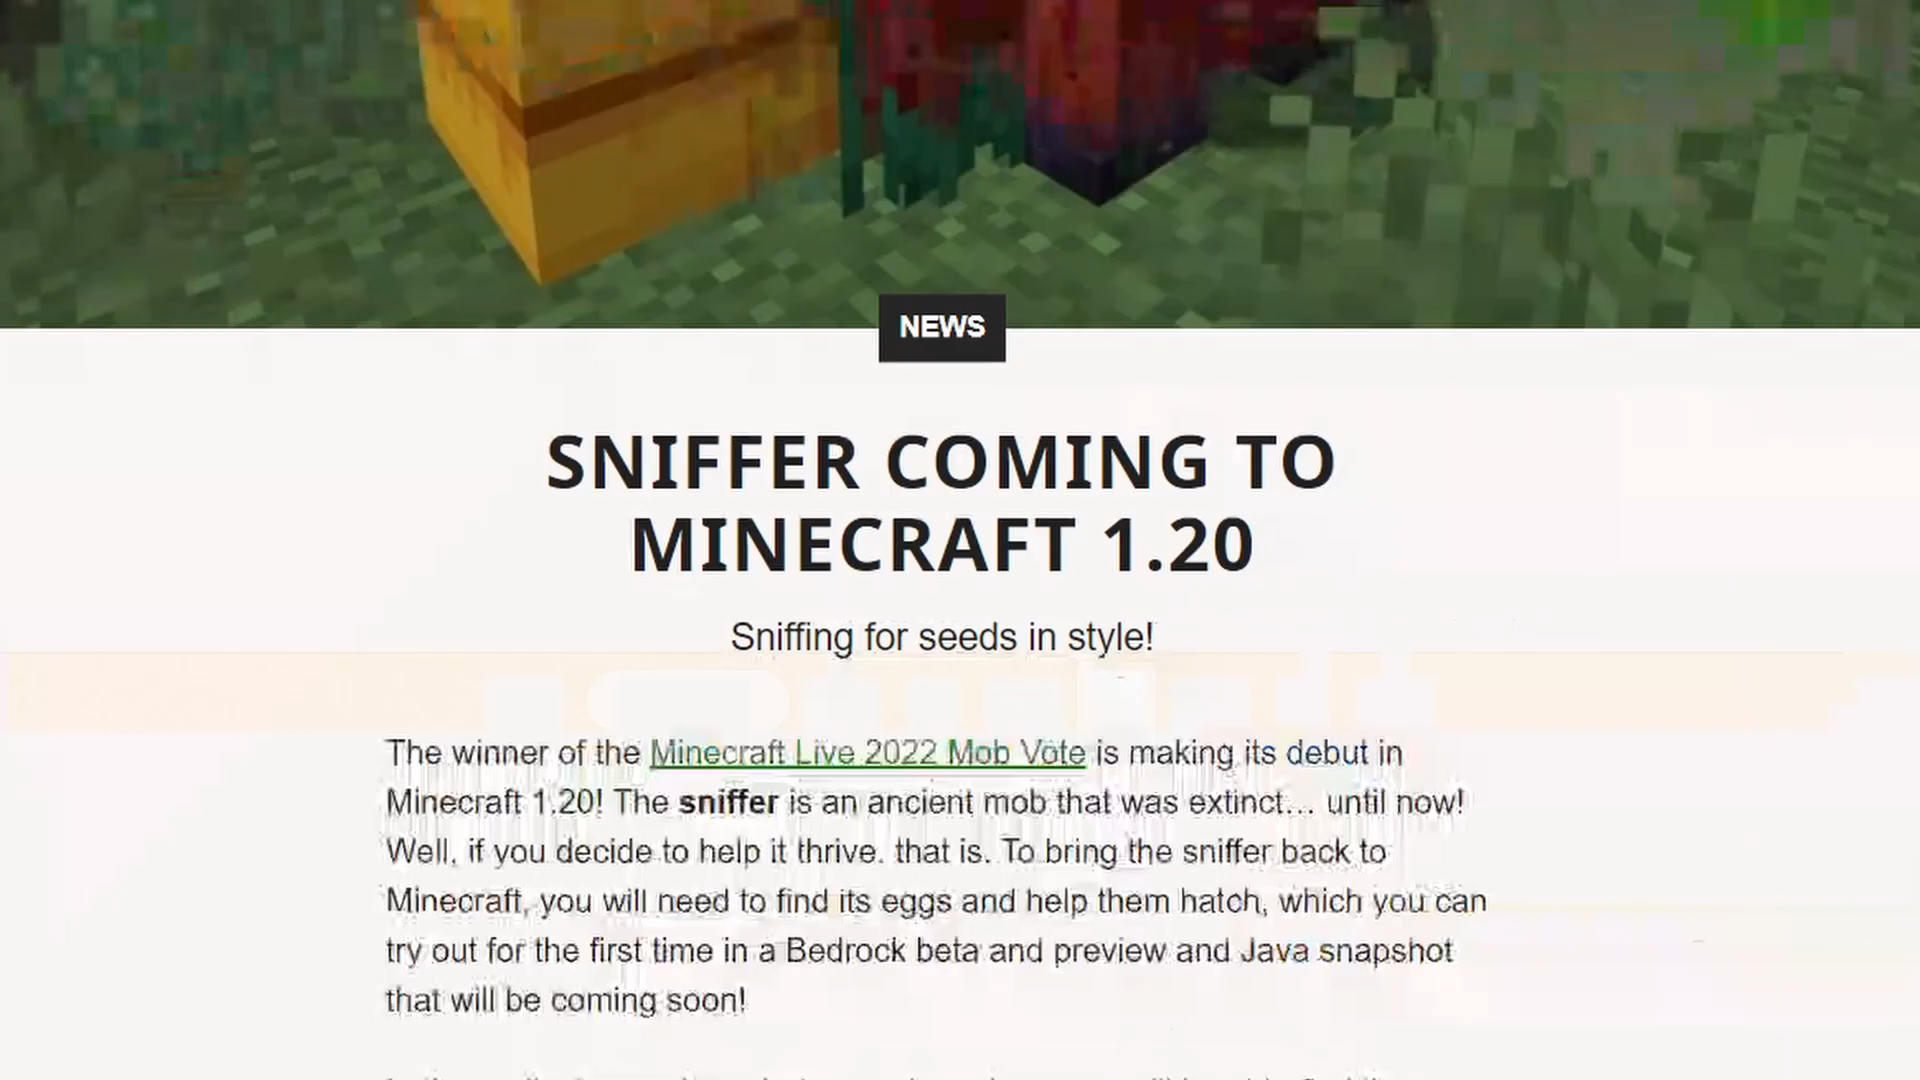 NEWS
SNIFFER COMING TO
MINECRAFT 1.20
Sniffing for seeds in style!
The winner of the Minecraft Live 2022 Mob Vote is making its debut in
Minecraft 1.20! The sniffer is an ancient mob that was extinct... until now!
Well, if you decide to help it thrive. that is. To bring the sniffer back to
Minecraft, you will need to find its eggs and help them hatch, which you can
try out for the first time in a Bedrock beta and preview and Java snapshot
that will be coming soon!